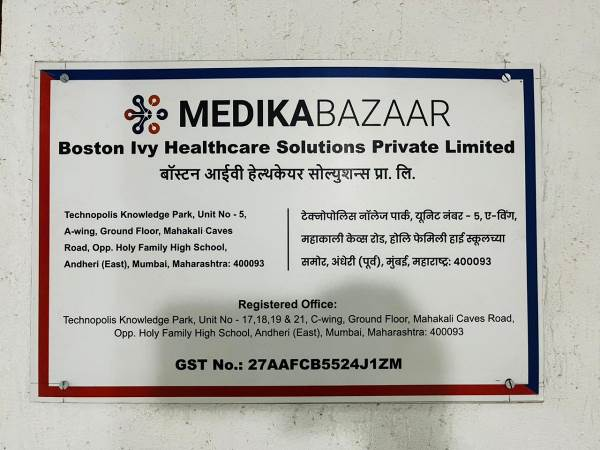 MEDIKABAZAAR
Boston Ivy Healthcare Solutions Private Limited
बॉस्टन आईवी हेल्थकेयर सोल्युशन्स प्रा. लि.
Technopolis Knowledge Park, Unit No - 5,
A-wing, Ground Floor, Mahakali Caves
Road, Opp. Holy Family High School,
Andheri (East), Mumbai, Maharashtra: 400093
टेक्नोपोलिस नॉलेज पार्क, यूनिट नंबर - 5, ए-विंग,
महाकाली केव्स रोड, होलि फेमिली हाई स्कूलच्या
समोर, अंधेरी (पूर्व), मुंबई, महाराष्ट्र: 400093
Registered Office:
Technopolis Knowledge Park, Unit No - 17,18,19 & 21, C-wing, Ground Floor, Mahakali Caves Road,
Opp. Holy Family High School, Andheri (East), Mumbai, Maharashtra: 400093
GST No.: 27AAFCB5524J1ZM